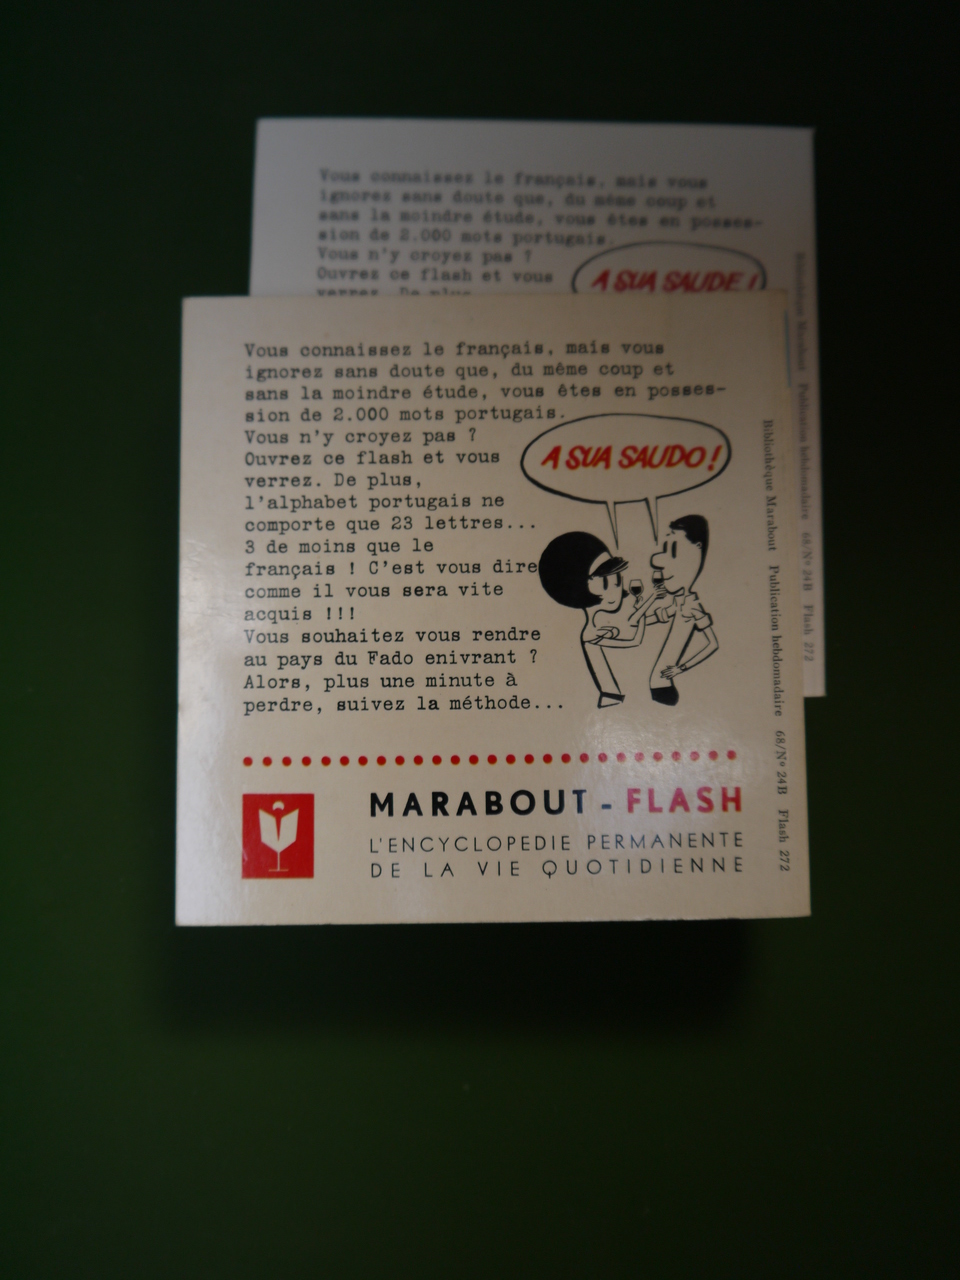 Vous connaissez le français, mais vous
ignorez sans doute que, du même coup et
sans la moindre étude, vous êtes en posses-
sion de 2.000 mots portugais.
Vous n'y croyez pas ?
Ouvrez ce flash et vous
verrez. De plus,
A SUA SAUDE !
Bibliothèque Marabout Publication hebdomadaire 68/Nº 24B Flash 272
Vous connaissez le français, mais vous
ignorez sans doute que, du même coup et
sans la moindre étude, vous êtes en posses-
sion de 2.000 mots portugais.
Vous n'y croyez pas ?
Ouvrez ce flash et vous
verrez. De plus,
l'alphabet portugais ne
comporte que 23 lettres...
3 de moins que le
français ! C'est vous dire
comme il vous sera vite
acquis !!!
Vous souhaitez vous rendre
au pays du Fado enivrant ?
Alors, plus une minute à
perdre, suivez la méthode...
A SUA SAUDO !
Bibliothèque Marabout Publication hebdomadaire 68/Nº 24B Flash 272
MARABOUT - FLASH
L'ENCYCLOPEDIE PERMANENTE
DE LA VIE QUOTIDIENNE